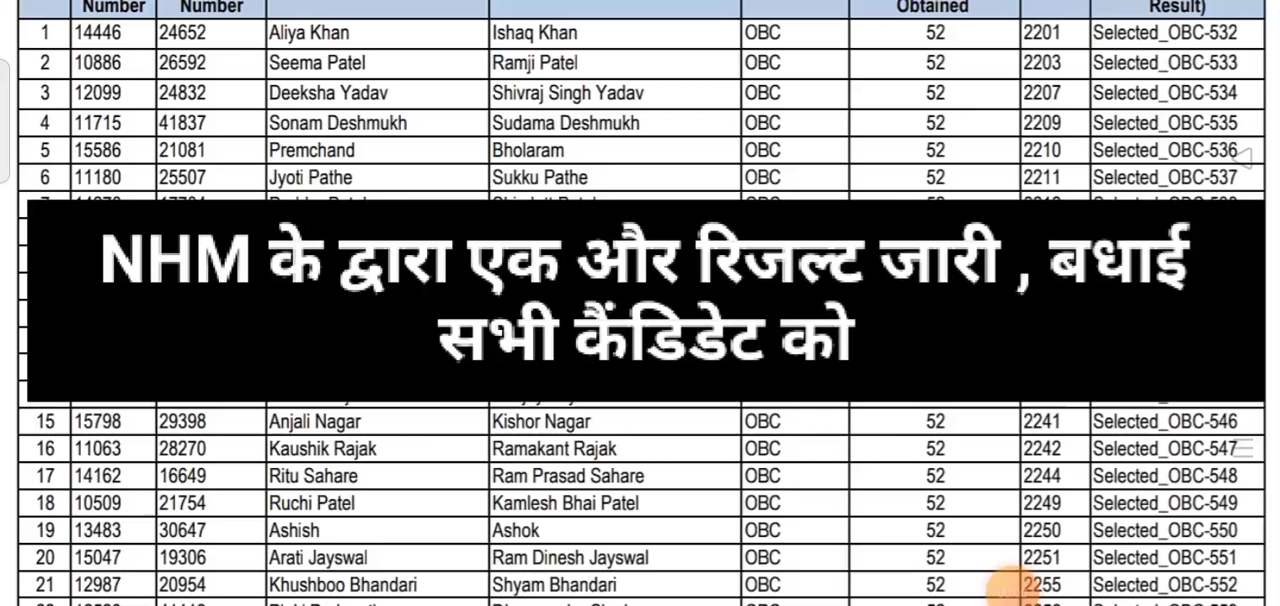 Number Number Obtained Result)
1 14446 24652 Aliya Khan Ishaq Khan OBC 52 2201 Selected_OBC-532
2 10886 26592 Seema Patel Ramji Patel OBC 52 2203 Selected_OBC-533
3 12099 24832 Deeksha Yadav Shivraj Singh Yadav OBC 52 2207 Selected_OBC-534
4 11715 41837 Sonam Deshmukh Sudama Deshmukh OBC 52 2209 Selected_OBC-535
5 15586 21081 Premchand Bholaram OBC 52 2210 Selected_OBC-536
6 11180 25507 Jyoti Pathe Sukku Pathe OBC 52 2211 Selected_OBC-537
NHM के द्वारा एक और रिजल्ट जारी , बधाई
सभी कैंडिडेट को
15 15798 29398 Anjali Nagar Kishor Nagar OBC 52 2241 Selected_OBC-546
16 11063 28270 Kaushik Rajak Ramakant Rajak OBC 52 2242 Selected_OBC-547
17 14162 16649 Ritu Sahare Ram Prasad Sahare OBC 52 2244 Selected_OBC-548
18 10509 21754 Ruchi Patel Kamlesh Bhai Patel OBC 52 2249 Selected_OBC-549
19 13483 30647 Ashish Ashok OBC 52 2250 Selected_OBC-550
20 15047 19306 Arati Jayswal Ram Dinesh Jayswal OBC 52 2251 Selected_OBC-551
21 12987 20954 Khushboo Bhandari Shyam Bhandari OBC 52 2255 Selected_OBC-552